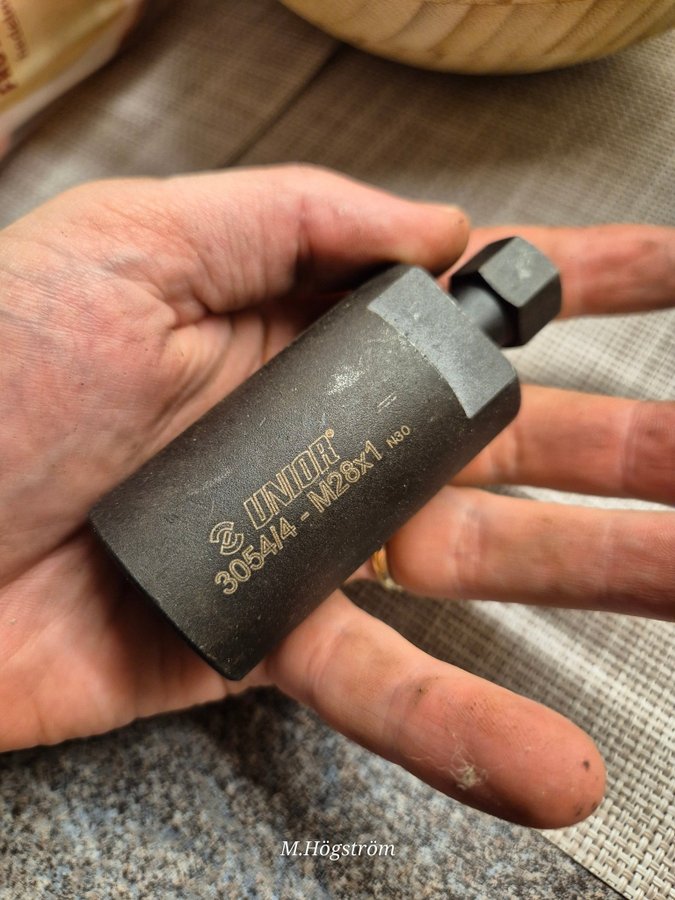 UNIOR®
3054/4 - M28x1 N30
M.Högström